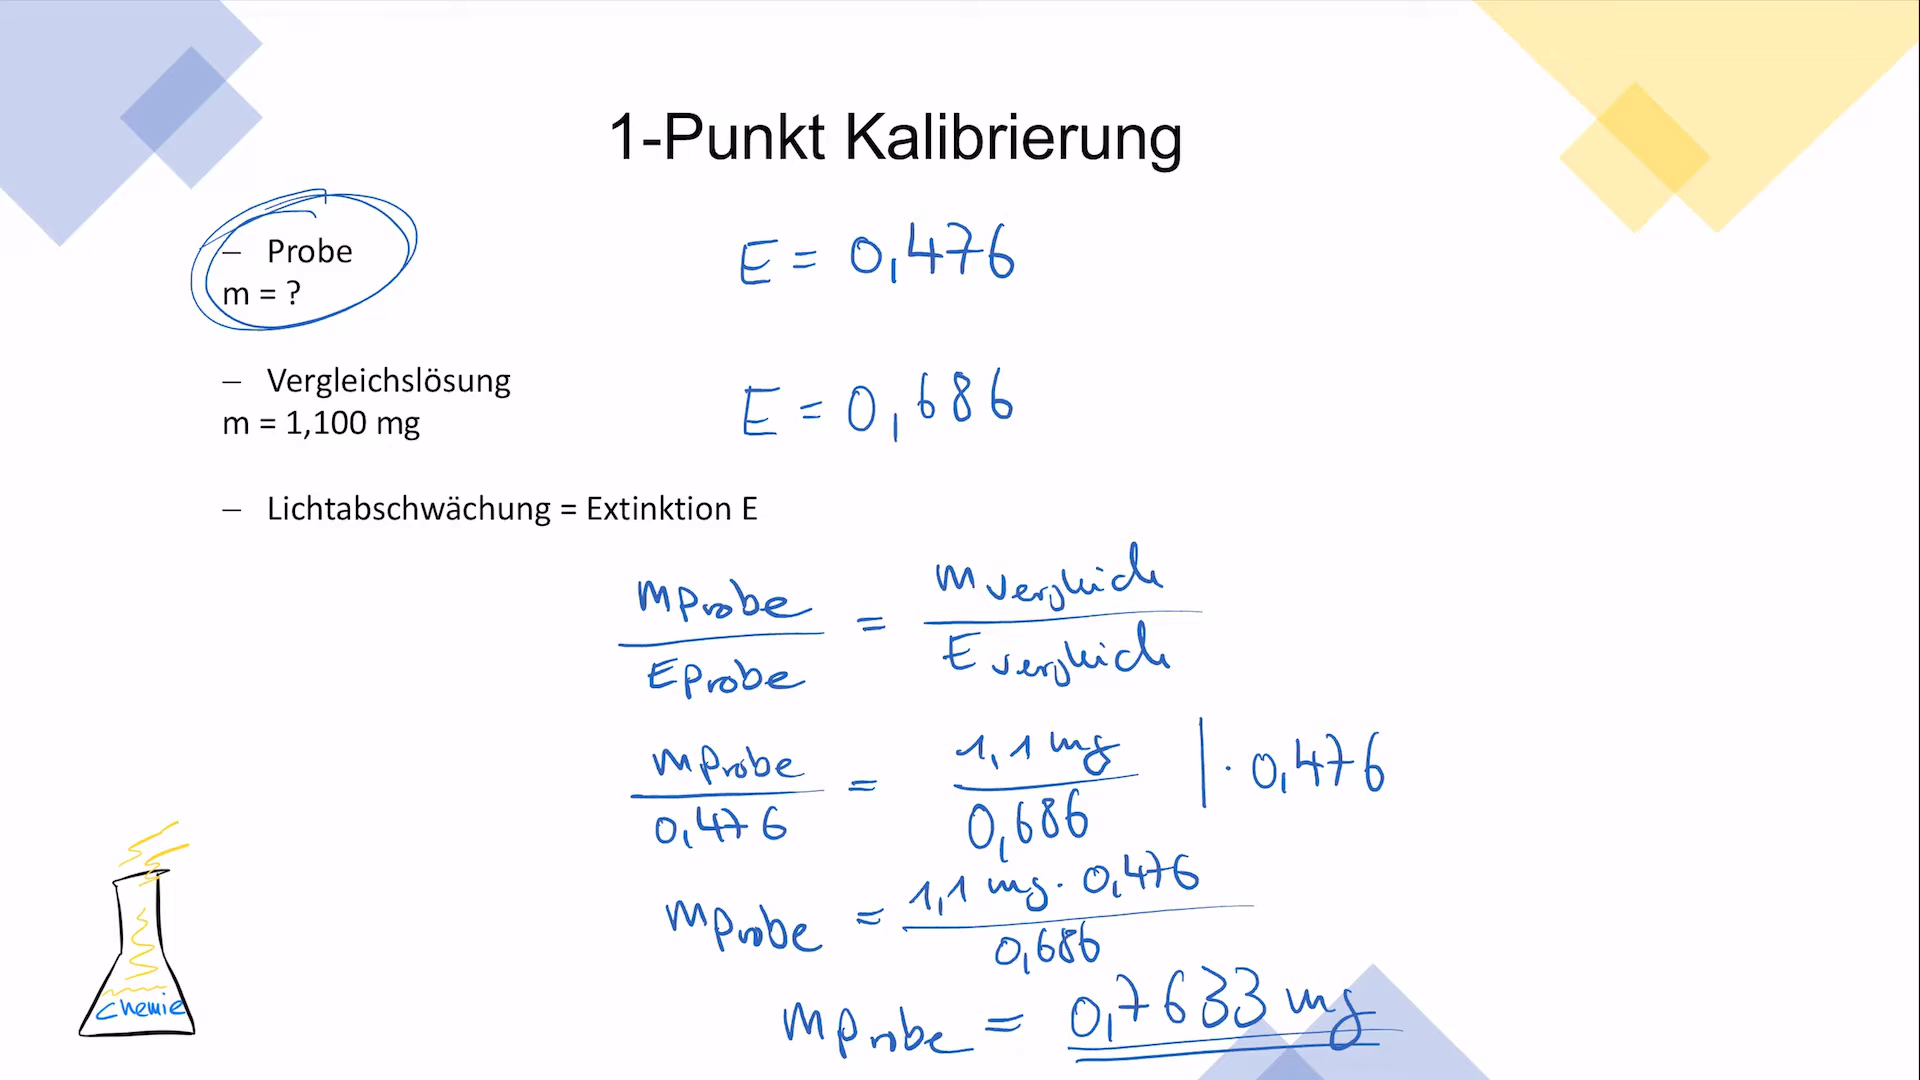 1-Punkt Kalibrierung
– Probe
m = ?
E = 0,476
– Vergleichslösung
m = 1,100 mg
E = 0,686
– Lichtabschwächung = Extinktion E
mProbe / EProbe = mVergleich / EVergleich
mProbe / 0,476 = 1,1 mg / 0,686 | · 0,476
mProbe = 1,1 mg · 0,476 / 0,686
mProbe = 0,7633 mg
chemie